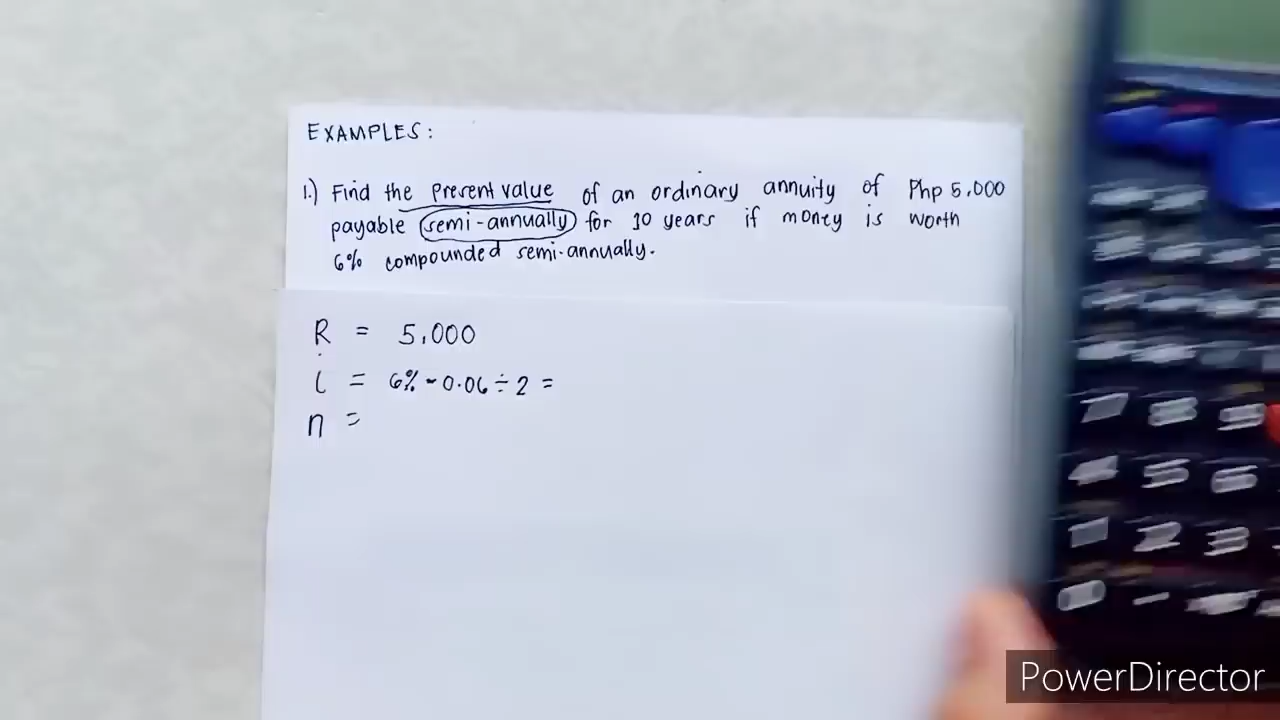 EXAMPLES:
1.) Find the present value of an ordinary annuity of Php 5,000
payable semi-annually for 10 years if money is worth
6% compounded semi-annually.
R = 5,000
i = 6% - 0.06 ÷ 2 =
n =
PowerDirector